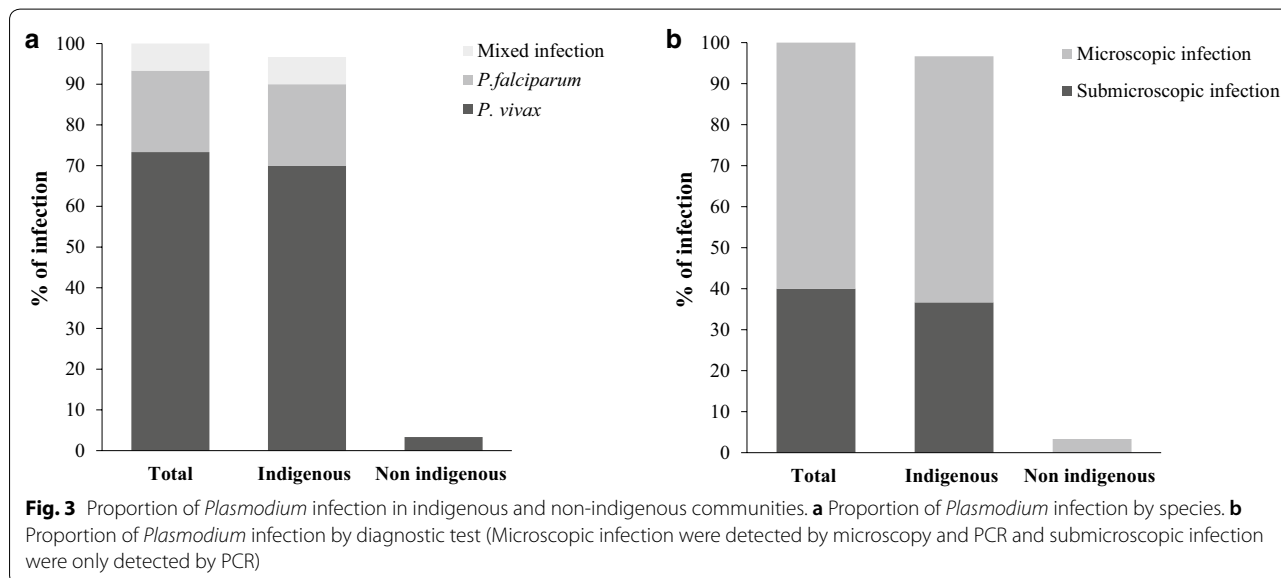 a
100
90
80
70
60
50
40
30
20
10
0
% of infection
Mixed infection
P.falciparum
P. vivax
Total Indigenous Non indigenous
b
100
90
80
70
60
50
40
30
20
10
0
% of infection
Microscopic infection
Submicroscopic infection
Total Indigenous Non indigenous
Fig. 3 Proportion of Plasmodium infection in indigenous and non-indigenous communities. a Proportion of Plasmodium infection by species. b
Proportion of Plasmodium infection by diagnostic test (Microscopic infection were detected by microscopy and PCR and submicroscopic infection
were only detected by PCR)